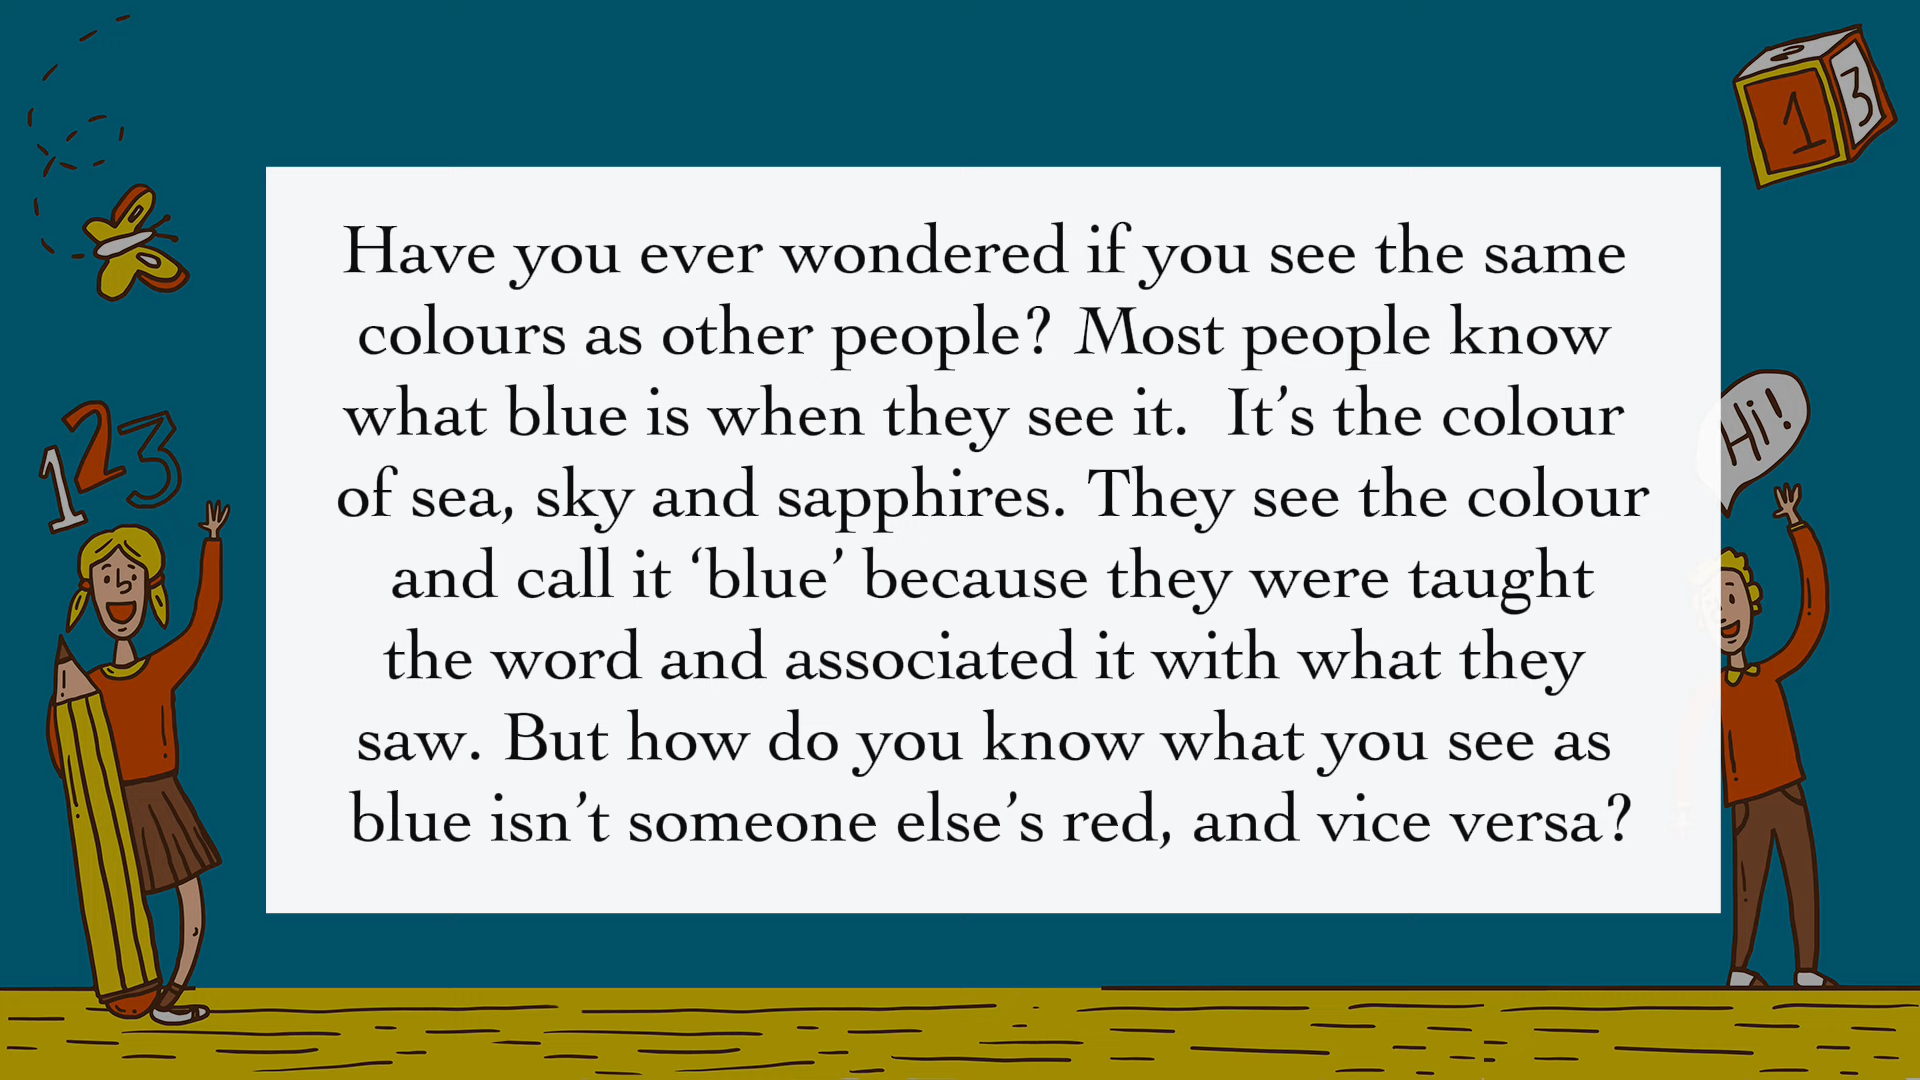 1 3
Have you ever wondered if you see the same
colours as other people? Most people know
what blue is when they see it.  It’s the colour
of sea, sky and sapphires. They see the colour
and call it ‘blue’ because they were taught
the word and associated it with what they
saw. But how do you know what you see as
blue isn’t someone else’s red, and vice versa?
123
Hi!